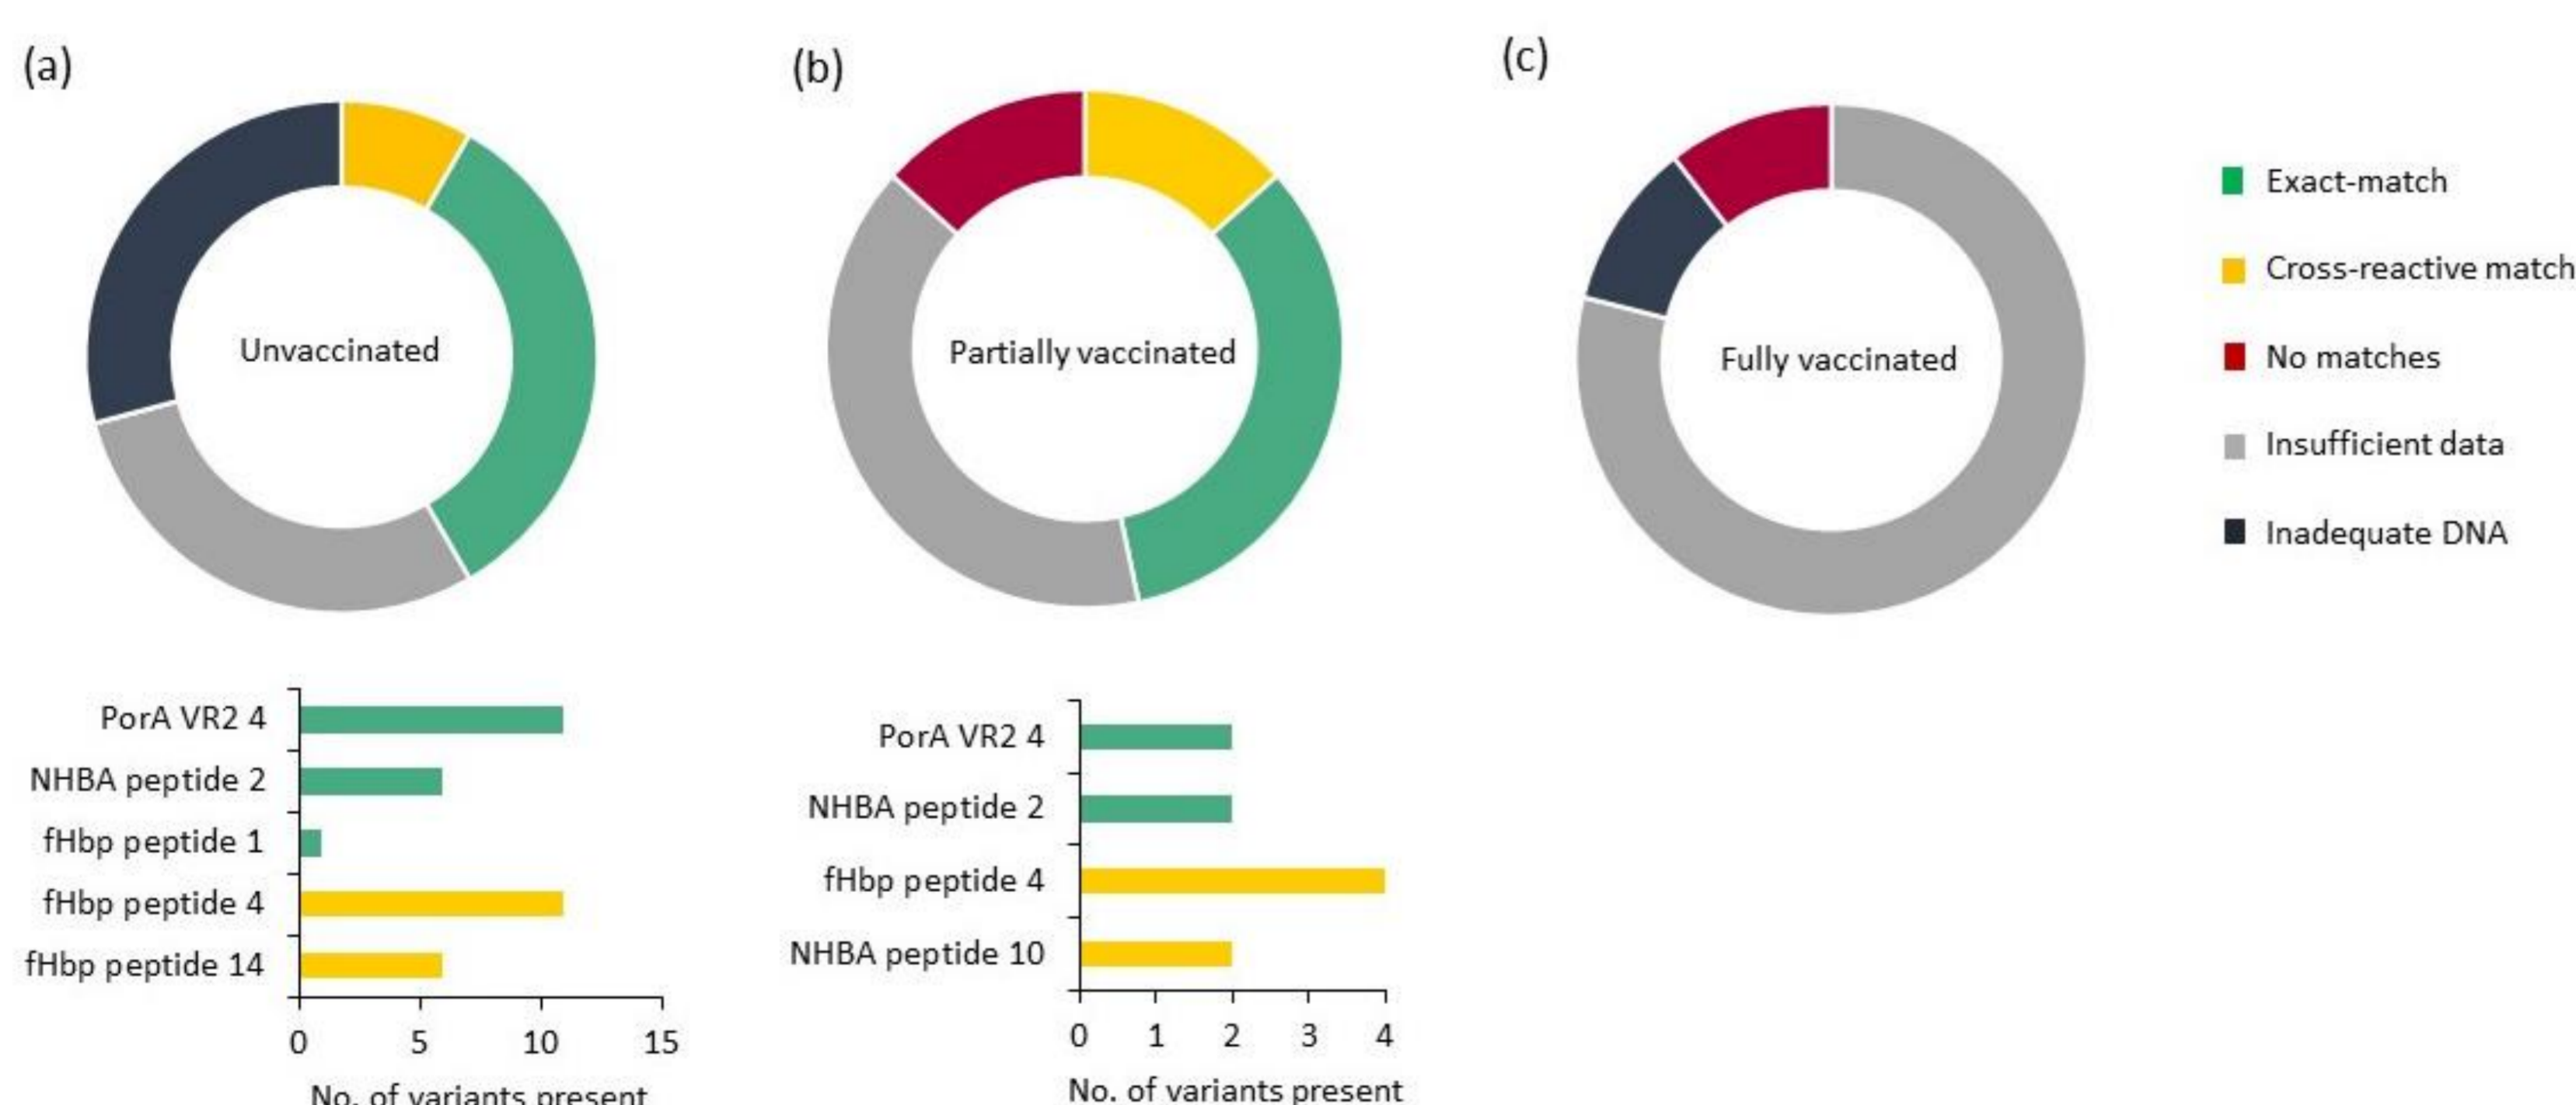 (a)
Unvaccinated
PorA VR2 4
NHBA peptide 2
fHbp peptide 1
fHbp peptide 4
fHbp peptide 14
0 5 10 15
No. of variants present
(b)
Partially vaccinated
PorA VR2 4
NHBA peptide 2
fHbp peptide 4
NHBA peptide 10
0 1 2 3 4
No. of variants present
(c)
Fully vaccinated
Exact-match
Cross-reactive match
No matches
Insufficient data
Inadequate DNA